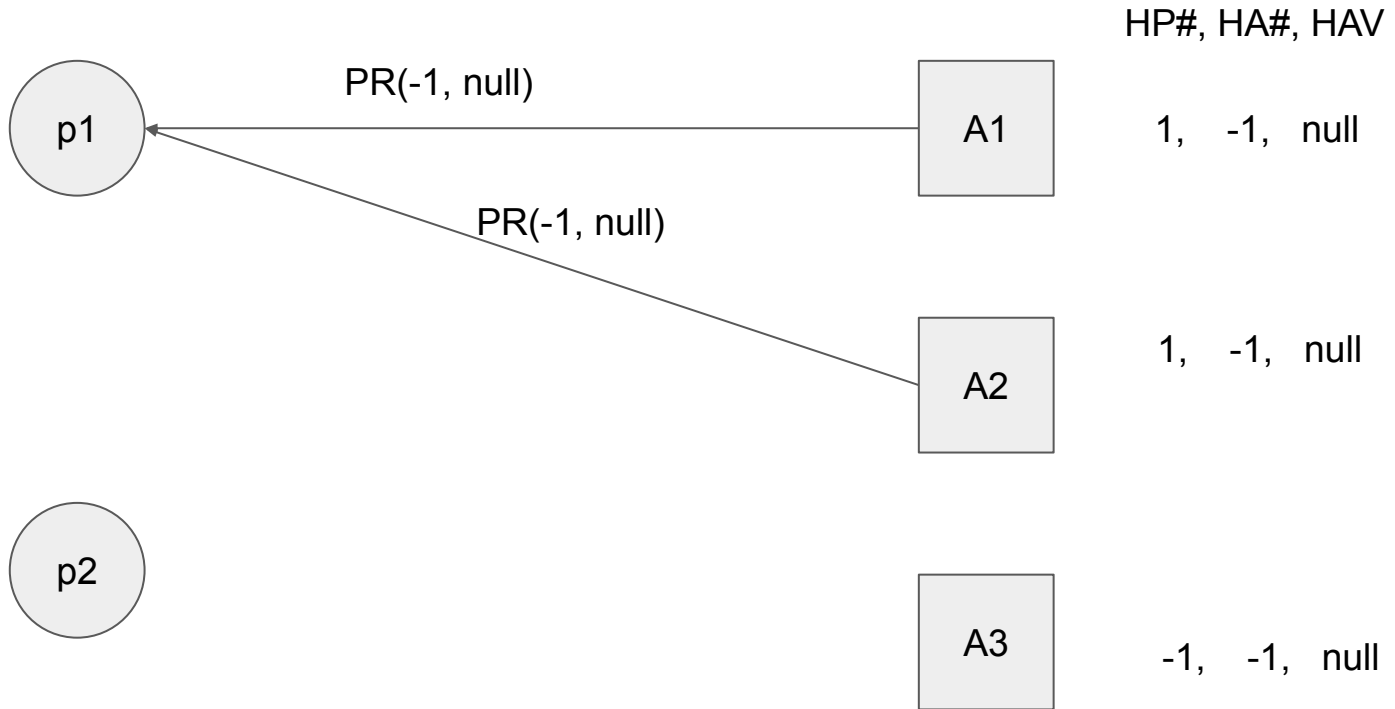 HP#, HA#, HAV
PR(-1, null)
p1
A1
1, -1, null
PR(-1, null)
1, -1, null
A2
p2
A3
-1, -1, null